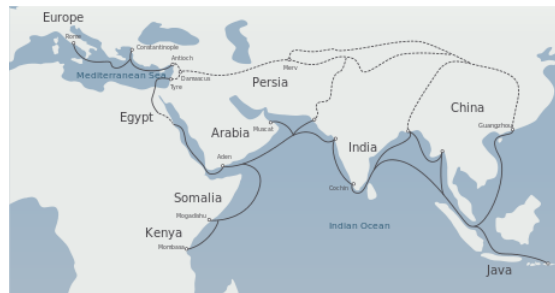 Europe
Rome
Constantinople
Antioch
Mediterranean Sea
Damascus
Tyre
Merv
Persia
China
Egypt
Guangzhou
Arabia
Muscat
India
Aden
Cochin
Somalia
Mogadishu
Indian Ocean
Kenya
Mombasa
Java